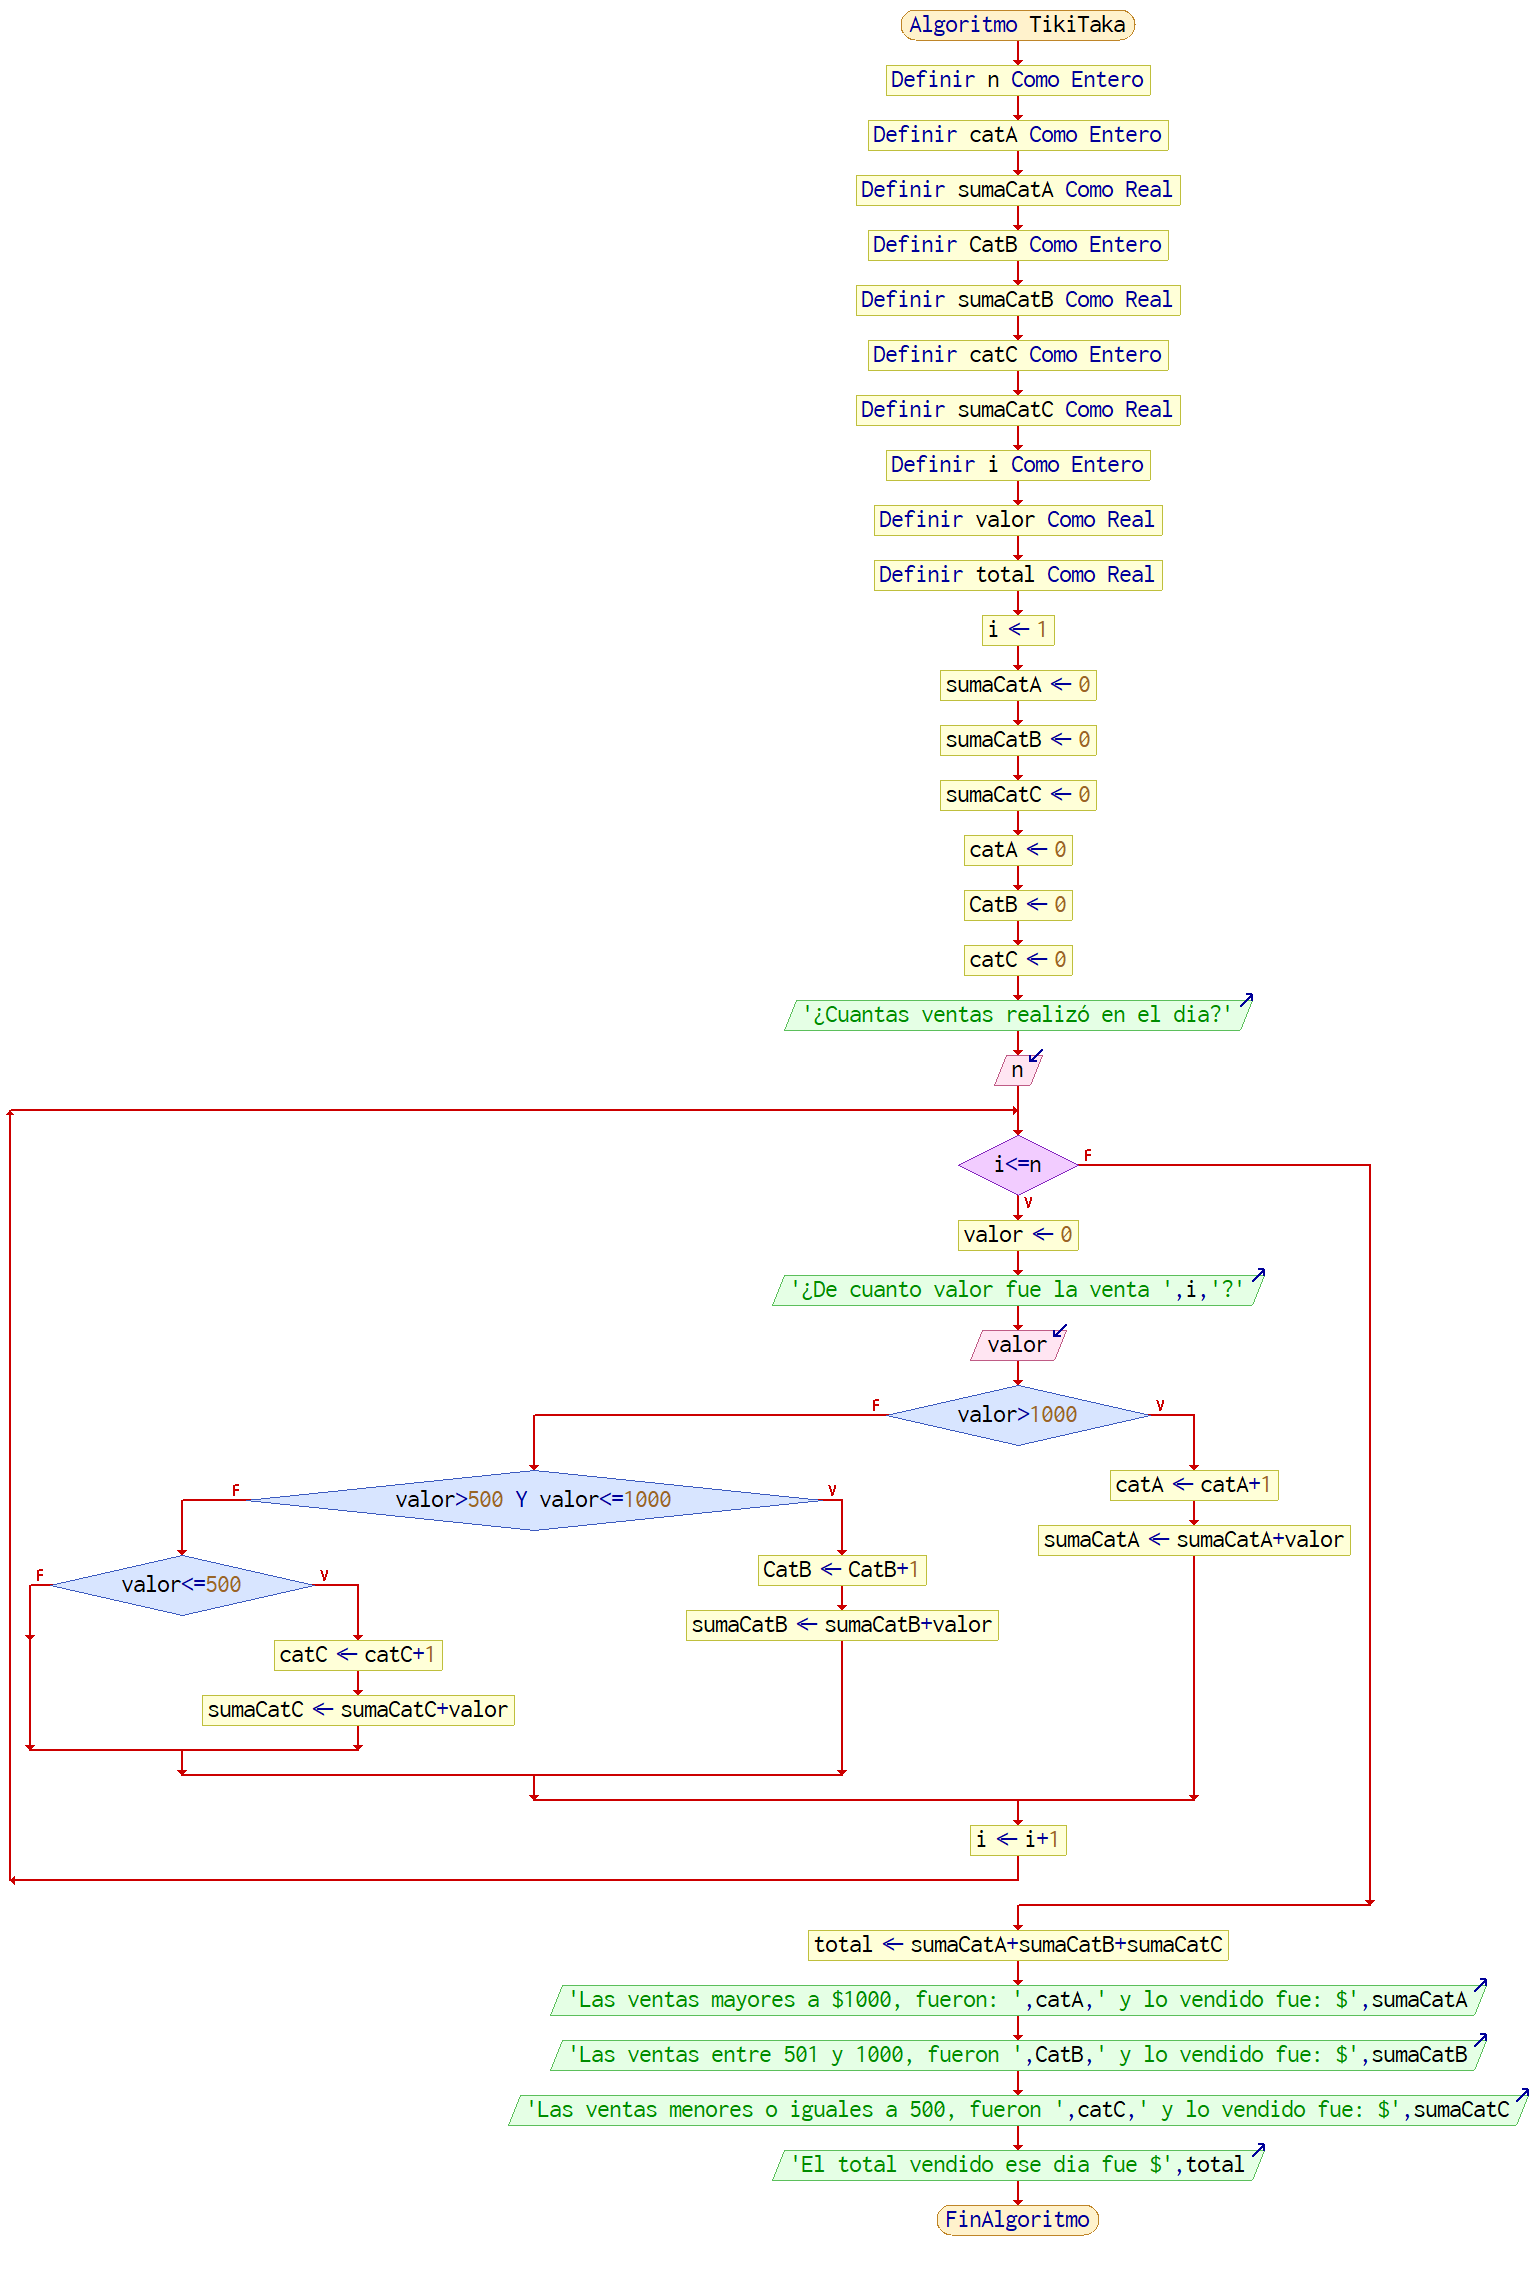 Algoritmo TikiTaka
Definir n Como Entero
Definir catA Como Entero
Definir sumaCatA Como Real
Definir CatB Como Entero
Definir sumaCatB Como Real
Definir catC Como Entero
Definir sumaCatC Como Real
Definir i Como Entero
Definir valor Como Real
Definir total Como Real
i ← 1
sumaCatA ← 0
sumaCatB ← 0
sumaCatC ← 0
catA ← 0
CatB ← 0
catC ← 0
'¿Cuantas ventas realizó en el dia?'
n
i<=n
F
V
valor ← 0
'¿De cuanto valor fue la venta ',i,'?'
valor
F
valor>1000
V
F
valor>500 Y valor<=1000
V
catA ← catA+1
sumaCatA ← sumaCatA+valor
F
valor<=500
V
CatB ← CatB+1
sumaCatB ← sumaCatB+valor
catC ← catC+1
sumaCatC ← sumaCatC+valor
i ← i+1
total ← sumaCatA+sumaCatB+sumaCatC
'Las ventas mayores a $1000, fueron: ',catA,' y lo vendido fue: $',sumaCatA
'Las ventas entre 501 y 1000, fueron ',CatB,' y lo vendido fue: $',sumaCatB
'Las ventas menores o iguales a 500, fueron ',catC,' y lo vendido fue: $',sumaCatC
'El total vendido ese dia fue $',total
FinAlgoritmo